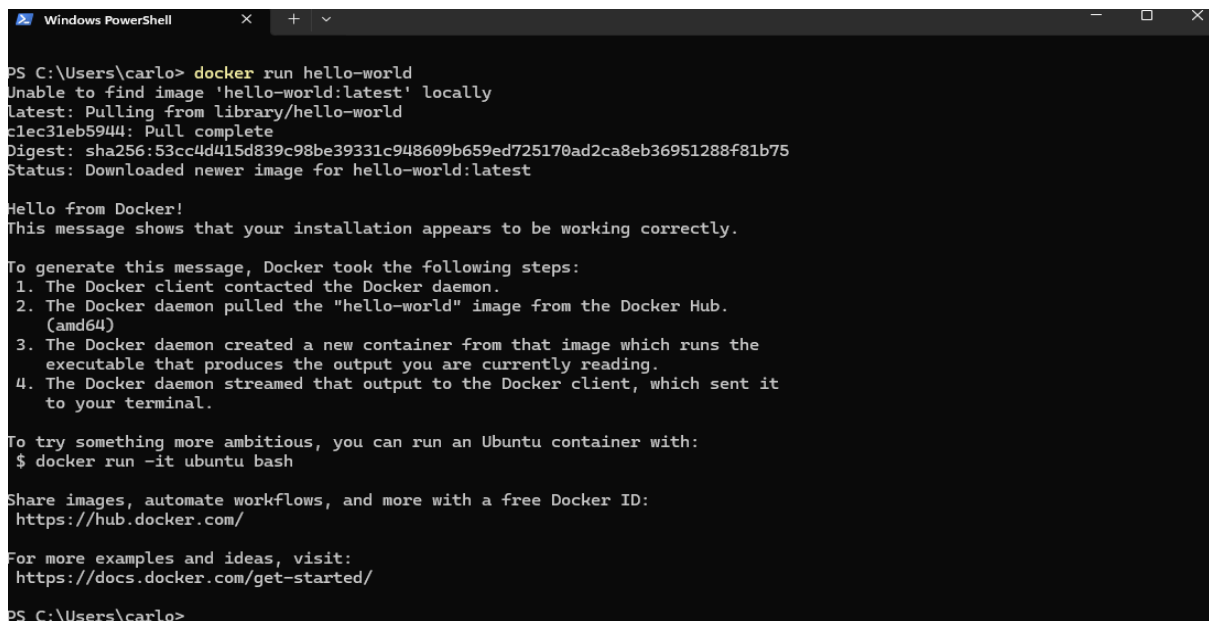 Windows PowerShell
PS C:\Users\carlo> docker run hello-world
Unable to find image 'hello-world:latest' locally
latest: Pulling from library/hello-world
c1ec31eb5944: Pull complete
Digest: sha256:53cc4d415d839c98be39331c948609b659ed725170ad2ca8eb36951288f81b75
Status: Downloaded newer image for hello-world:latest
Hello from Docker!
This message shows that your installation appears to be working correctly.
To generate this message, Docker took the following steps:
1. The Docker client contacted the Docker daemon.
2. The Docker daemon pulled the "hello-world" image from the Docker Hub.
(amd64)
3. The Docker daemon created a new container from that image which runs the
executable that produces the output you are currently reading.
4. The Docker daemon streamed that output to the Docker client, which sent it
to your terminal.
To try something more ambitious, you can run an Ubuntu container with:
$ docker run -it ubuntu bash
Share images, automate workflows, and more with a free Docker ID:
https://hub.docker.com/
For more examples and ideas, visit:
https://docs.docker.com/get-started/
PS C:\Users\carlo>